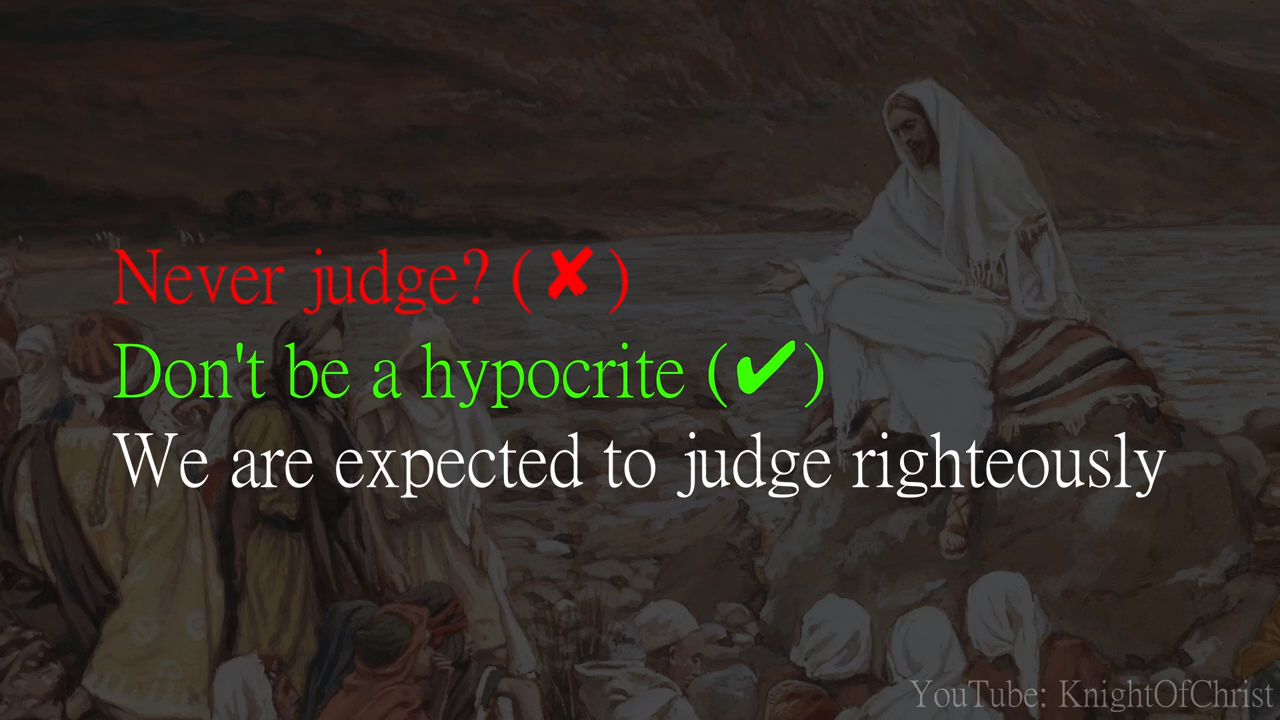 Never judge? (✘)
Don't be a hypocrite (✔)
We are expected to judge righteously
YouTube: KnightOfChrist